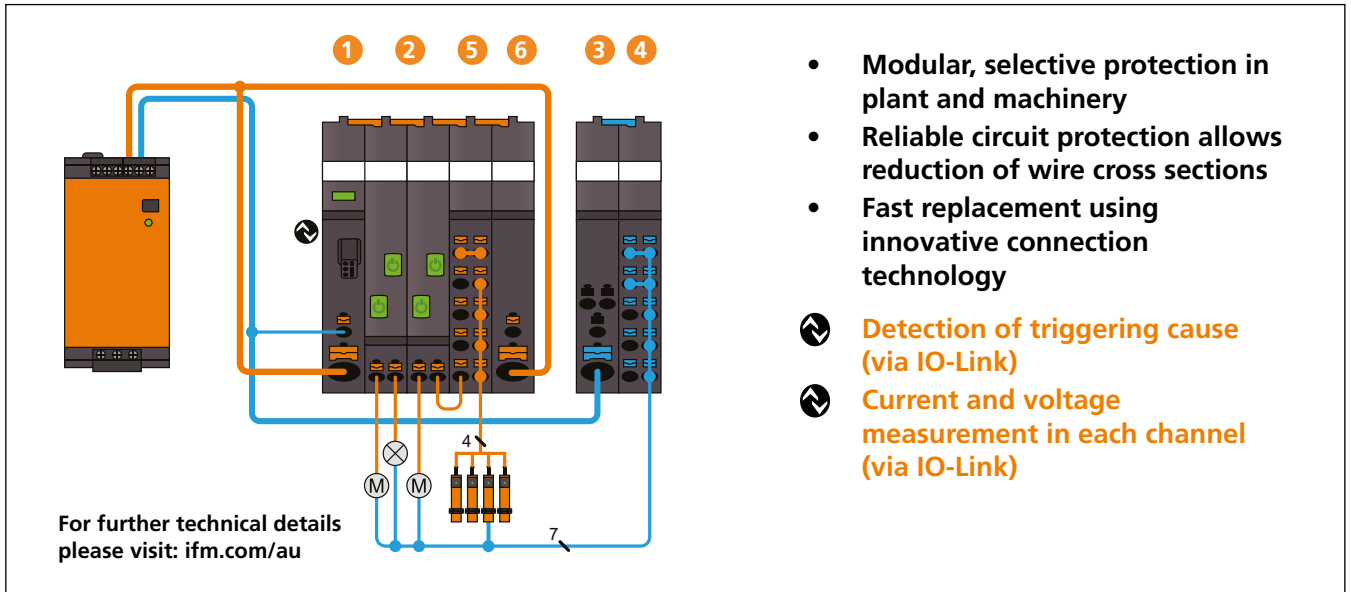 1 2 5 6 3 4
4
M M
7
For further technical details
please visit: ifm.com/au
• Modular, selective protection in
plant and machinery
• Reliable circuit protection allows
reduction of wire cross sections
• Fast replacement using
innovative connection
technology
Detection of triggering cause
(via IO-Link)
Current and voltage
measurement in each channel
(via IO-Link)